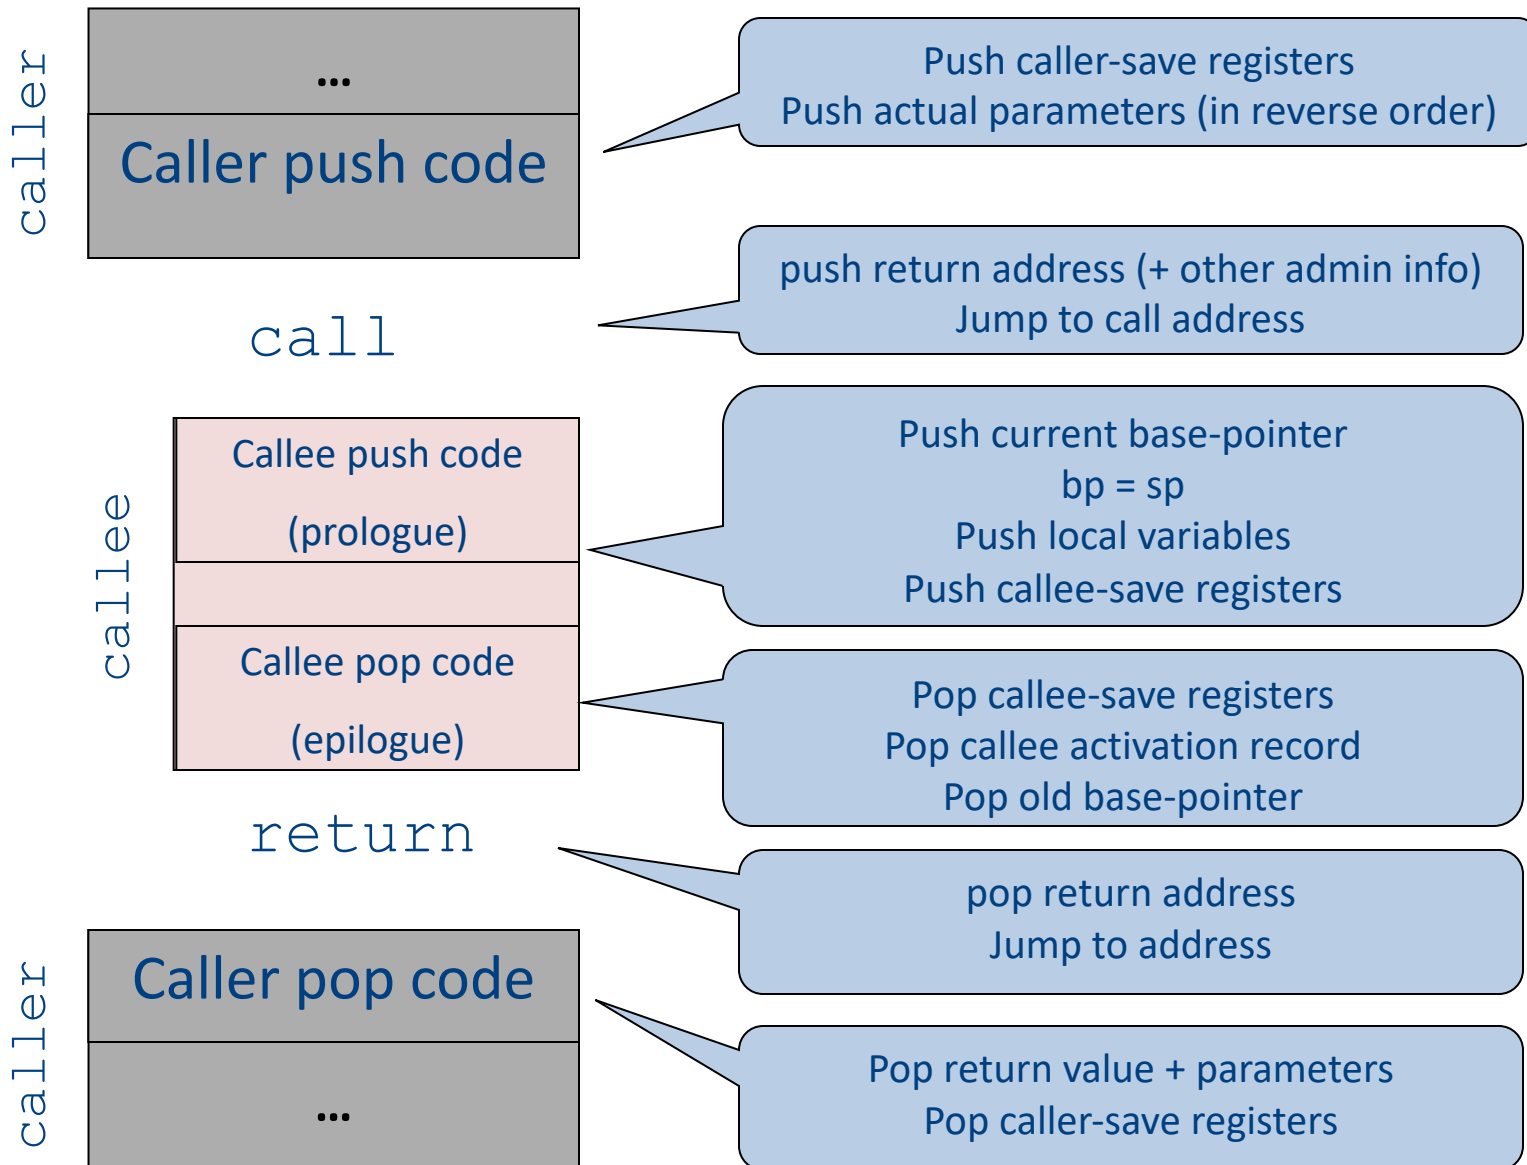 caller
...
Caller push code
Push caller-save registers
Push actual parameters (in reverse order)
call
push return address (+ other admin info)
Jump to call address
callee
Callee push code
(prologue)
Push current base-pointer
bp = sp
Push local variables
Push callee-save registers
Callee pop code
(epilogue)
Pop callee-save registers
Pop callee activation record
Pop old base-pointer
return
pop return address
Jump to address
caller
Caller pop code
...
Pop return value + parameters
Pop caller-save registers